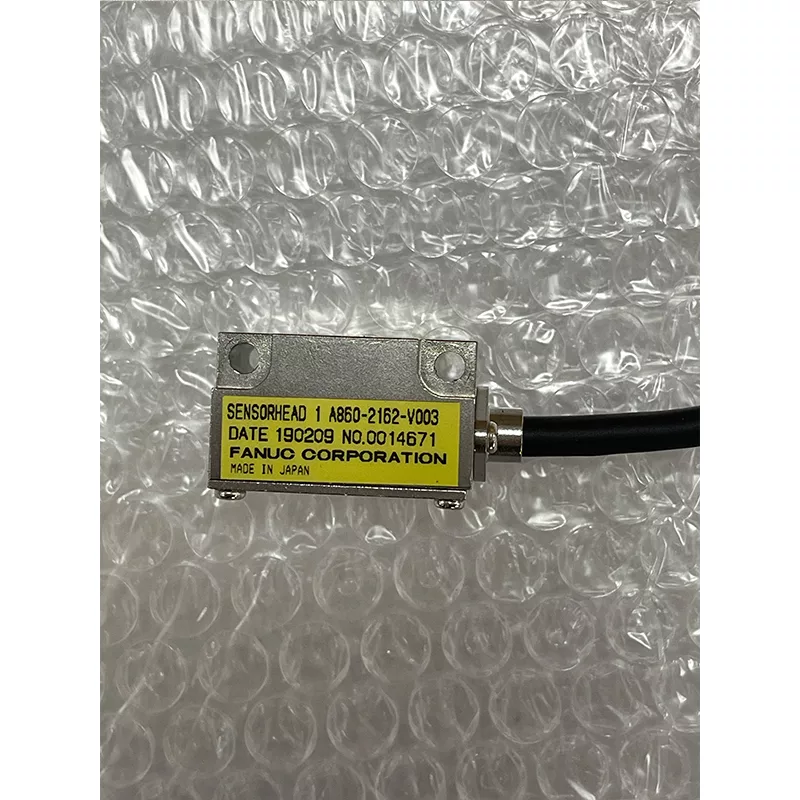 SENSORHEAD 1 A860-2162-V003
DATE 190209 NO.0014671
FANUC CORPORATION
MADE IN JAPAN